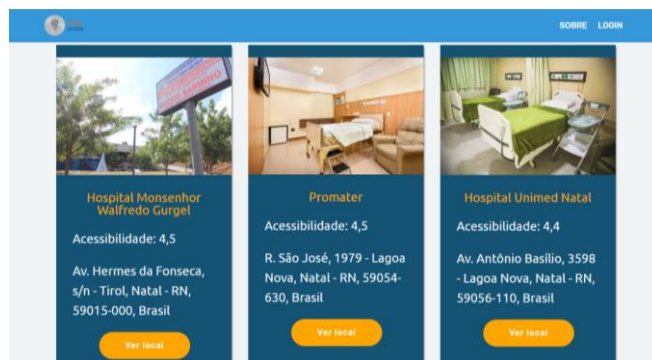 SOBRE LOGIN
Hospital Monsenhor
Walfredo Gurgel
Acessibilidade: 4,5
Av. Hermes da Fonseca,
s/n - Tirol, Natal - RN,
59015-000, Brasil
Ver local
Promater
Acessibilidade: 4,5
R. São José, 1979 - Lagoa
Nova, Natal - RN, 59054-
630, Brasil
Ver local
Hospital Unimed Natal
Acessibilidade: 4,4
Av. Antônio Basílio, 3598
- Lagoa Nova, Natal - RN,
59056-110, Brasil
Ver local